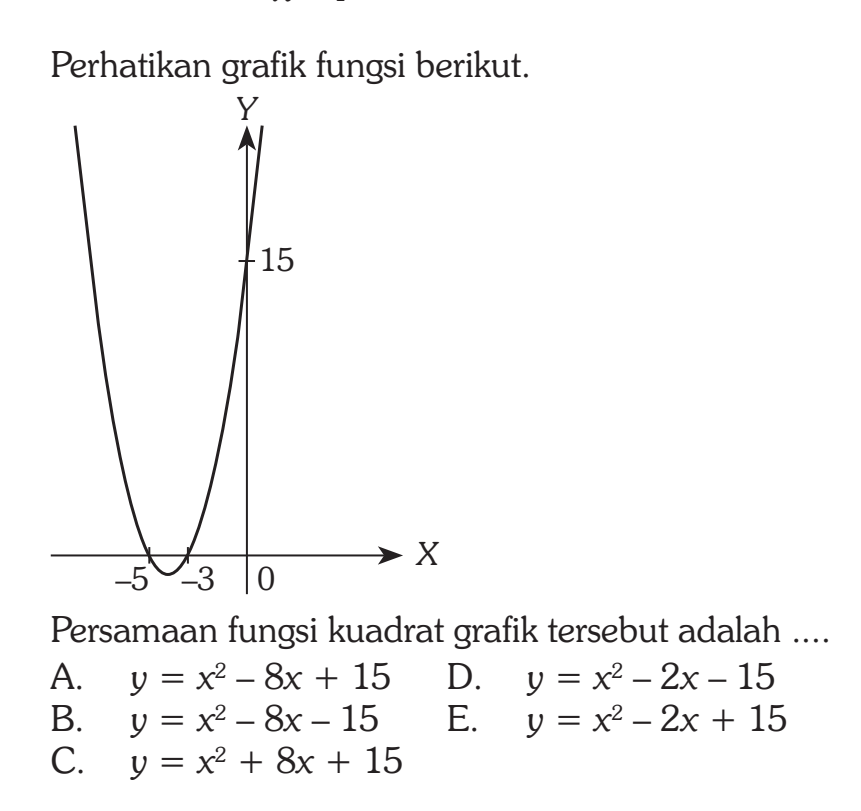 Perhatikan grafik fungsi berikut.
Y
15
X
–5 –3 0
Persamaan fungsi kuadrat grafik tersebut adalah ....
A. y = x² – 8x + 15 D. y = x² – 2x – 15
B. y = x² – 8x – 15 E. y = x² – 2x + 15
C. y = x² + 8x + 15